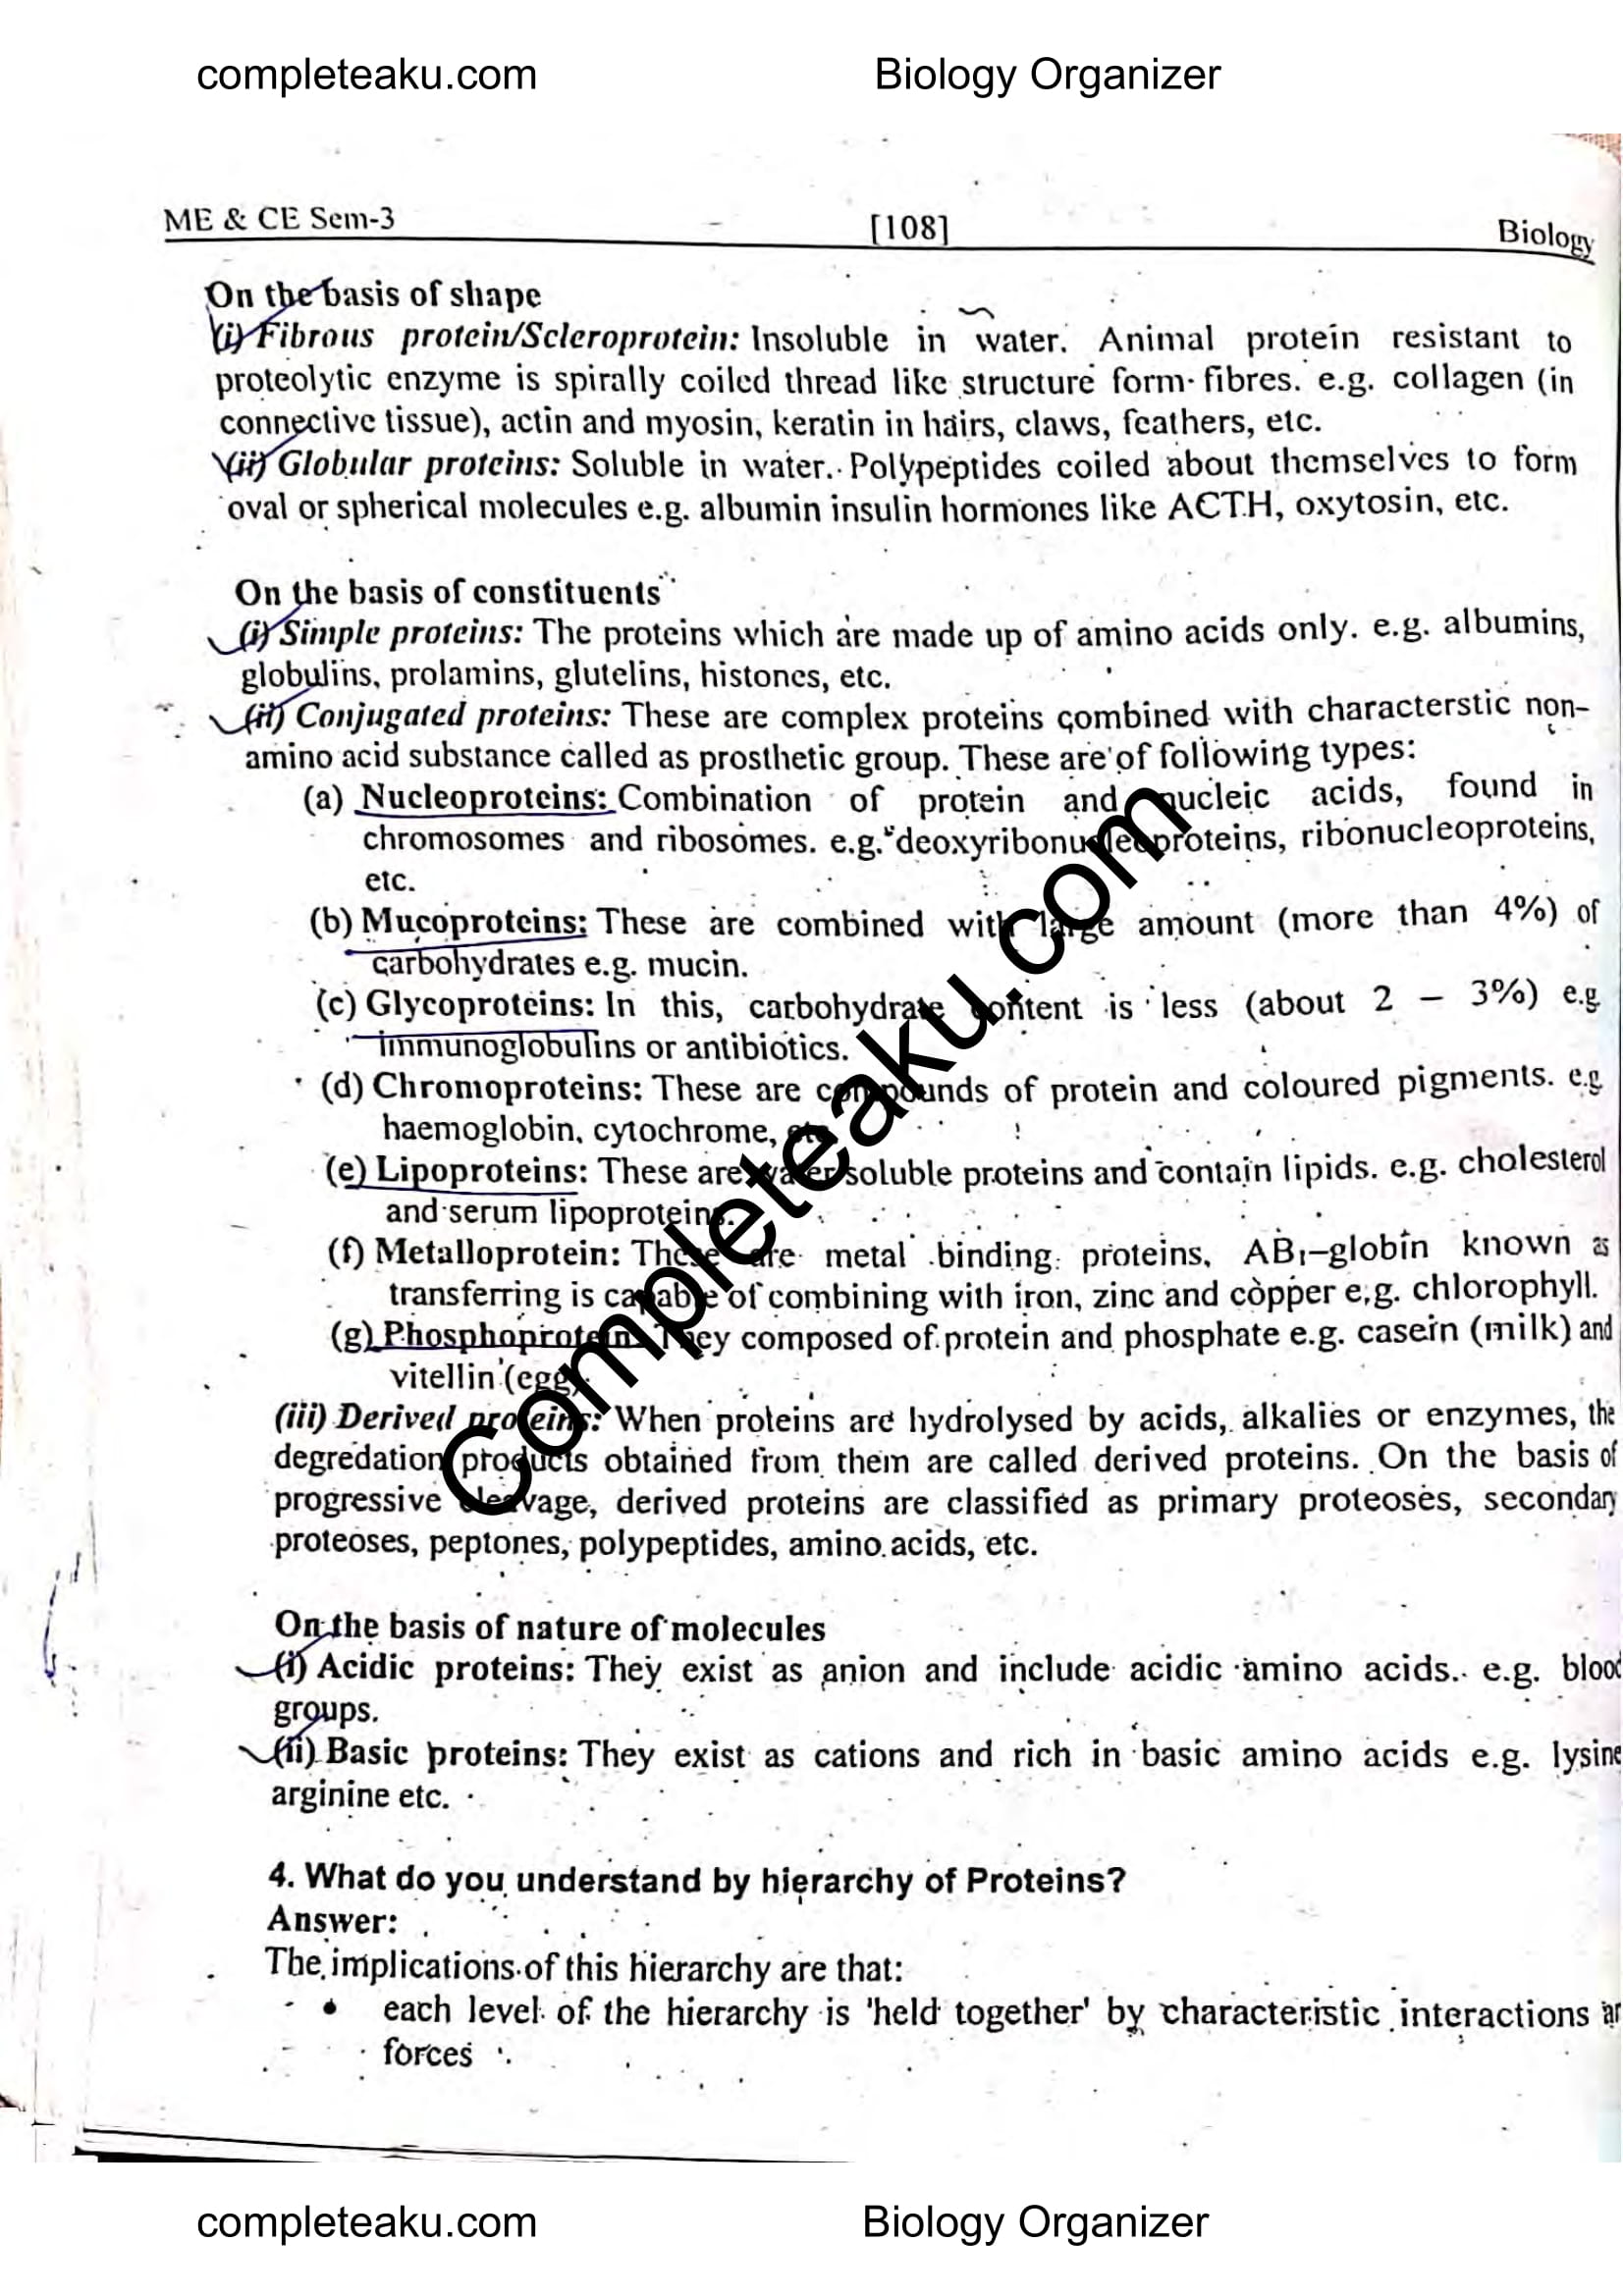 completeaku.com Biology Organizer
ME & CE Sem-3 [108] Biology
On the basis of shape
(i) Fibrous protein/Scleroprotein: Insoluble in water. Animal protein resistant to
proteolytic enzyme is spirally coiled thread like structure form fibres. e.g. collagen (in
connective tissue), actin and myosin, keratin in hairs, claws, feathers, etc.
(ii) Globular proteins: Soluble in water. Polypeptides coiled about themselves to form
oval or spherical molecules e.g. albumin insulin hormones like ACTH, oxytosin, etc.
On the basis of constituents
(i) Simple proteins: The proteins which are made up of amino acids only. e.g. albumins,
globulins, prolamins, glutelins, histones, etc.
(ii) Conjugated proteins: These are complex proteins combined with characterstic non-
amino acid substance called as prosthetic group. These are of following types:
(a) Nucleoproteins: Combination of protein and nucleic acids, found in
chromosomes and ribosomes. e.g. deoxyribonucleoproteins, ribonucleoproteins,
etc.
(b) Mucoproteins: These are combined with large amount (more than 4%) of
carbohydrates e.g. mucin.
(c) Glycoproteins: In this, carbohydrate content is less (about 2 – 3%) e.g
immunoglobulins or antibiotics.
(d) Chromoproteins: These are compounds of protein and coloured pigments. e.g.
haemoglobin, cytochrome, etc.
(e) Lipoproteins: These are water soluble proteins and contain lipids. e.g. cholesterol
and serum lipoproteins.
(f) Metalloprotein: These are metal binding proteins, AB₁–globin known as
transferring is capable of combining with iron, zinc and copper e.g. chlorophyll.
(g) Phosphoprotein: They composed of protein and phosphate e.g. casein (milk) and
vitellin (egg).
(iii) Derived proteins: When proteins are hydrolysed by acids, alkalies or enzymes, the
degredation products obtained from them are called derived proteins. On the basis of
progressive cleavage, derived proteins are classified as primary proteoses, secondary
proteoses, peptones, polypeptides, amino acids, etc.
On the basis of nature of molecules
(i) Acidic proteins: They exist as anion and include acidic amino acids. e.g. blood
groups.
(ii) Basic proteins: They exist as cations and rich in basic amino acids e.g. lysine
arginine etc.
4. What do you understand by hierarchy of Proteins?
Answer:
The implications of this hierarchy are that:
• each level of the hierarchy is 'held together' by characteristic interactions
forces
Completeaku.com
completeaku.com Biology Organizer